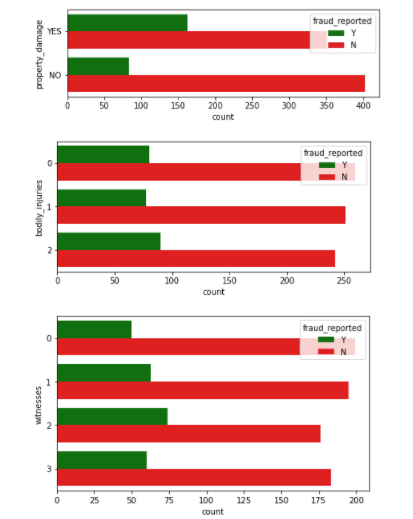 fraud_reported
Y
N
property_damage
YES
NO
0 50 100 150 200 250 300 350 400
count
fraud_reported
Y
N
bodily_injuries
0
1
2
0 50 100 150 200 250
count
fraud_reported
Y
N
witnesses
0
1
2
3
0 25 50 75 100 125 150 175 200
count